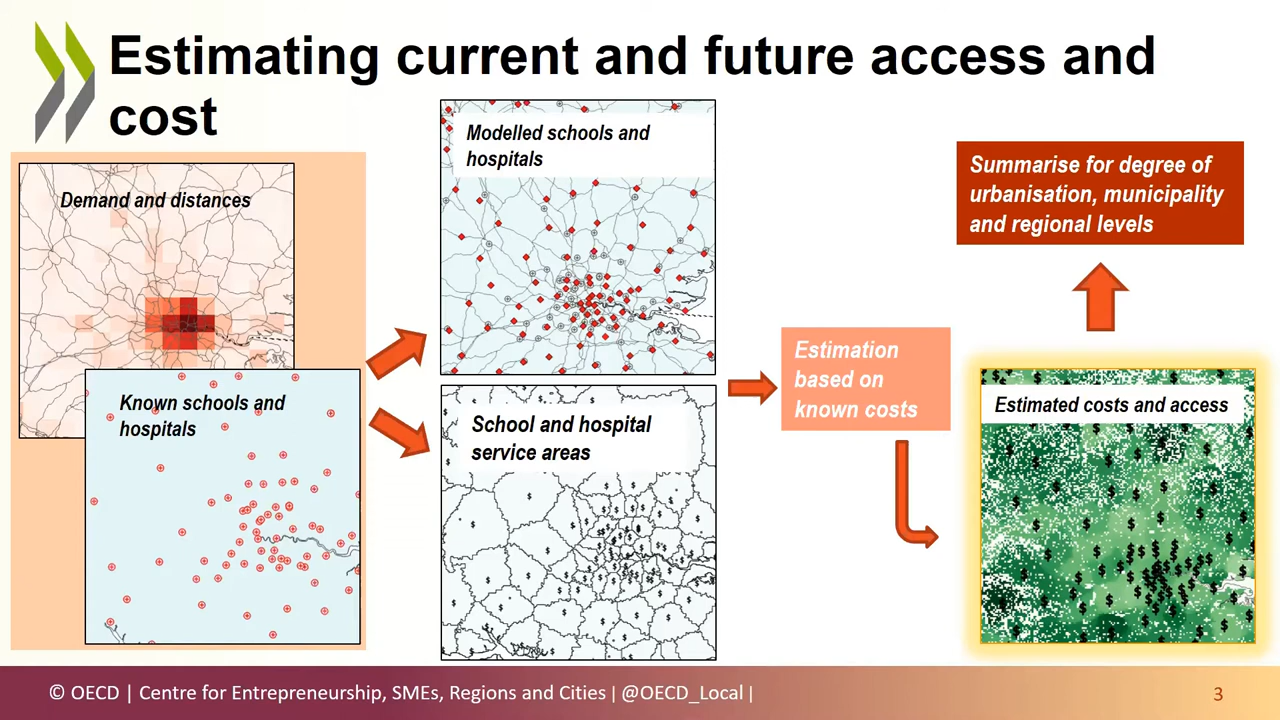 Estimating current and future access and
cost
Demand and distances
Known schools and
hospitals
Modelled schools and
hospitals
School and hospital
service areas
Estimation
based on
known costs
Summarise for degree of
urbanisation, municipality
and regional levels
Estimated costs and access
© OECD | Centre for Entrepreneurship, SMEs, Regions and Cities | @OECD_Local |
3